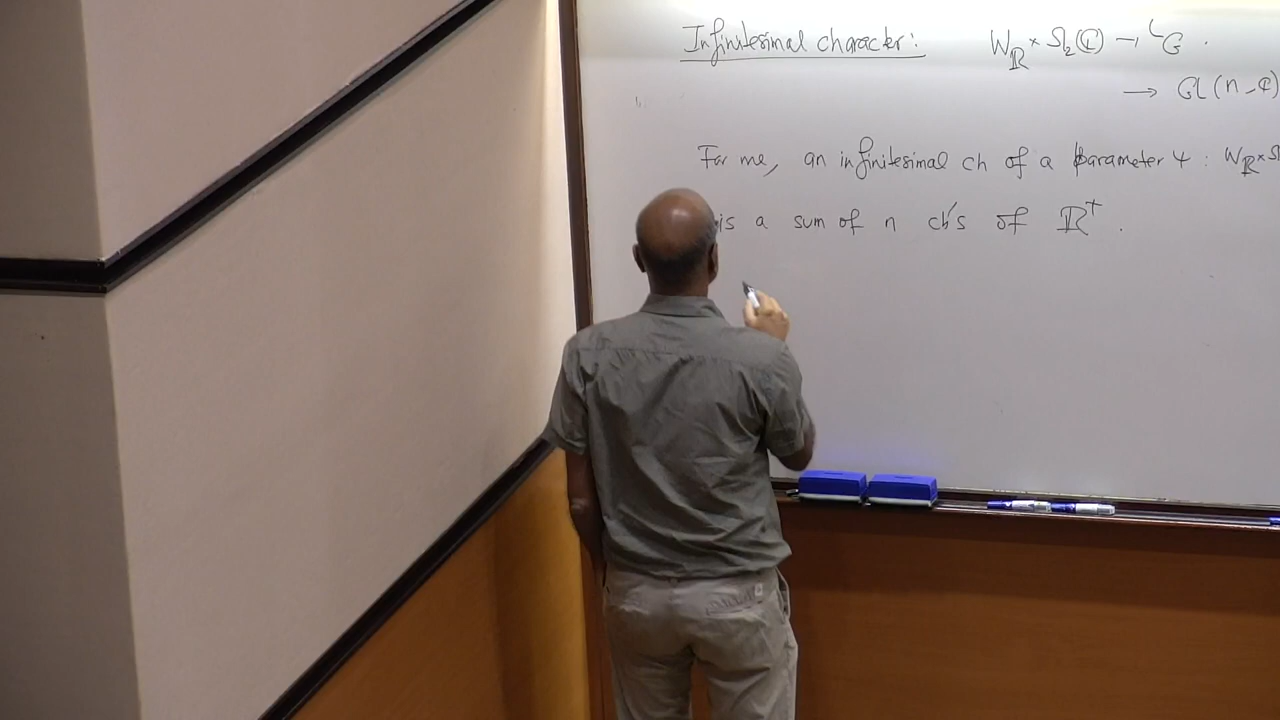 Infinitesimal character: W_ℝ × SL₂(ℂ) → ᴸG .
→ GL(n, ℂ)
For me, an infinitesimal ch of a parameter ψ : W_ℝ × S
is a sum of n ch's of ℝ⁺ .